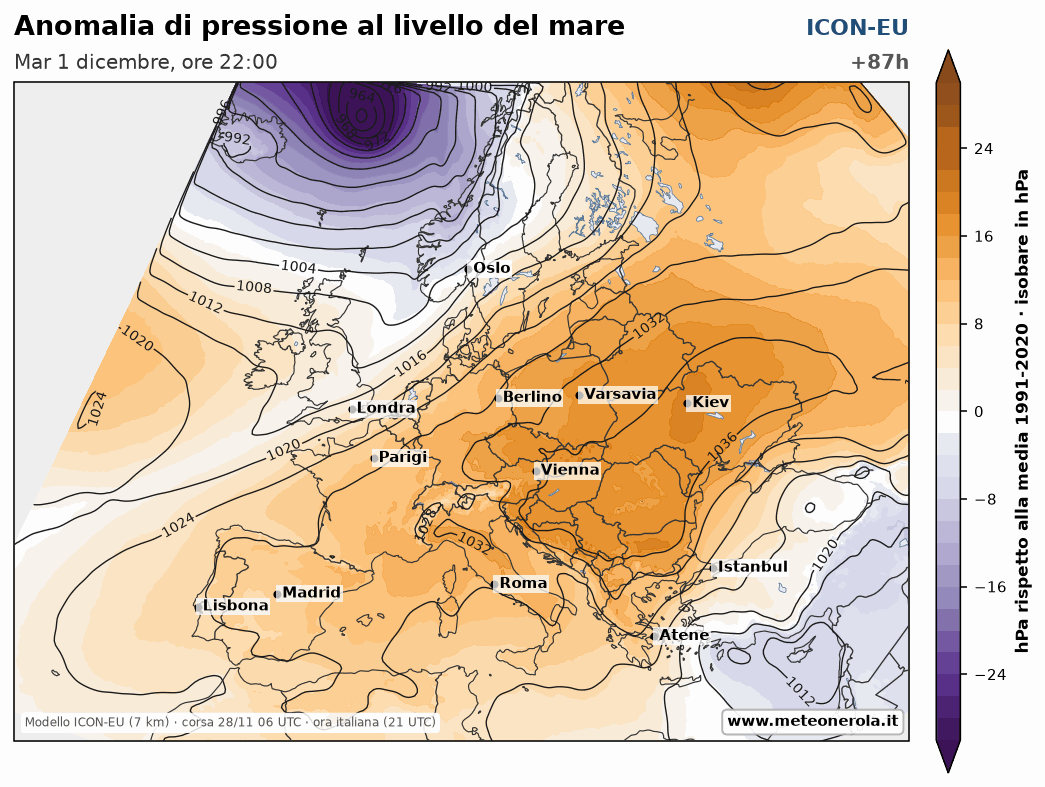 Anomalia di pressione al livello del mare
ICON-EU
Mar 1 dicembre, ore 22:00
+87h
964
1000
996
992
1004
1008
1012
1020
1024
1016
1032
1020
1024
1028
1032
1036
1020
1012
Oslo
Londra
Berlino
Varsavia
Kiev
Parigi
Vienna
Istanbul
Roma
Madrid
Lisbona
Atene
Modello ICON-EU (7 km) · corsa 28/11 06 UTC · ora italiana (21 UTC)
www.meteonerola.it
24
16
8
0
−8
−16
−24
hPa rispetto alla media 1991-2020 · isobare in hPa